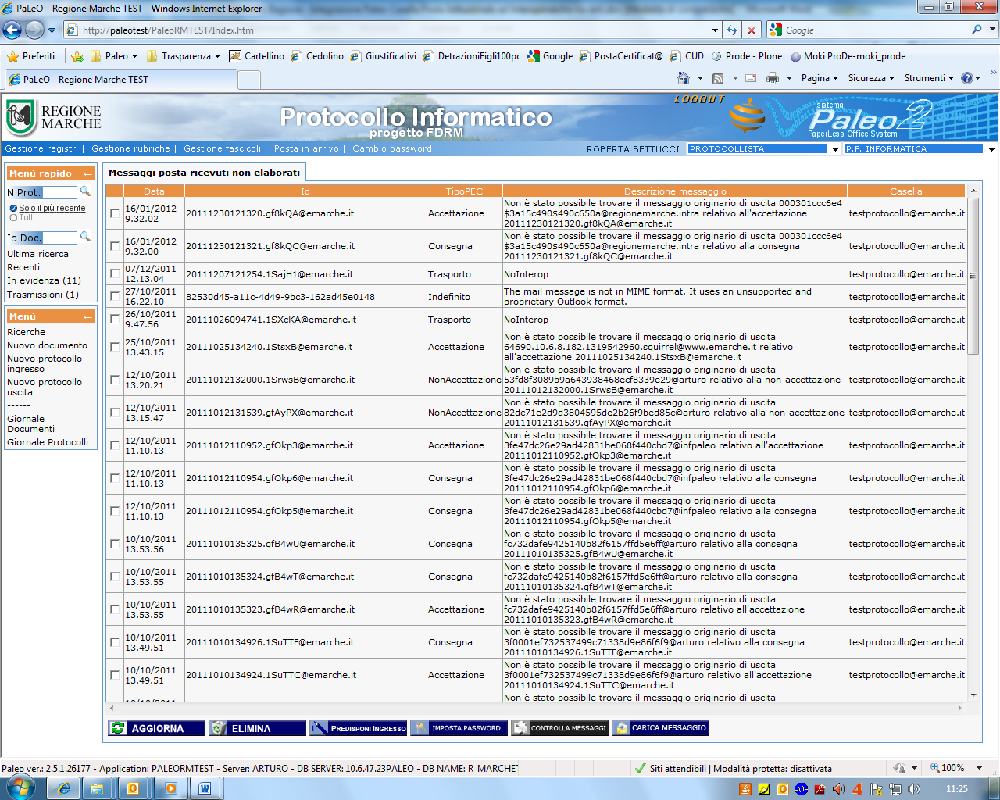 PaLeO - Regione Marche TEST - Windows Internet Explorer
http://paleotest/PaleoRMTEST/Index.htm
Google
Preferiti
Paleo
Trasparenza
Cartellino
Cedolino
Giustificativi
DetrazioniFigli100pc
Google
PostaCertificat@
CUD
Prode - Plone
Moki ProDe-moki_prode
PaLeO - Regione Marche TEST
Pagina
Sicurezza
Strumenti
REGIONE
MARCHE
Protocollo Informatico
progetto FDRM
LOGOUT
sistema
Paleo2
PaperLess Office System
Gestione registri | Gestione rubriche | Gestione fascicoli | Posta in arrivo | Cambio password
ROBERTA BETTUCCI
PROTOCOLLISTA
P.F. INFORMATICA
Menù rapido
N.Prot.
Solo il più recente
Tutti
Id Doc.
Ultima ricerca
Recenti
In evidenza (11)
Trasmissioni (1)
Menù
Ricerche
Nuovo documento
Nuovo protocollo
ingresso
Nuovo protocollo
uscita
------
Giornale
Documenti
Giornale Protocolli
Messaggi posta ricevuti non elaborati
Data Id TipoPEC Descrizione messaggio Casella
16/01/2012
9.32.02
20111230121320.gf8kQA@emarche.it
Accettazione
Non è stato possibile trovare il messaggio originario di uscita 000301ccc6e4
$3a15c490$490c650a@regionemarche.intra relativo all'accettazione
20111230121320.gf8kQA@emarche.it
testprotocollo@emarche.it
16/01/2012
9.32.00
20111230121321.gf8kQC@emarche.it
Consegna
Non è stato possibile trovare il messaggio originario di uscita 000301ccc6e4
$3a15c490$490c650a@regionemarche.intra relativo alla consegna
20111230121321.gf8kQC@emarche.it
testprotocollo@emarche.it
07/12/2011
12.13.04
20111207121254.1SajH1@emarche.it
Trasporto
NoInterop
testprotocollo@emarche.it
27/10/2011
16.22.10
82530d45-a11c-4d49-9bc3-162ad45e0148
Indefinito
The mail message is not in MIME format. It uses an unsupported and
proprietary Outlook format.
testprotocollo@emarche.it
26/10/2011
9.47.56
20111026094741.1SXcKA@emarche.it
Trasporto
NoInterop
testprotocollo@emarche.it
25/10/2011
13.43.15
20111025134240.1StsxB@emarche.it
Accettazione
Non è stato possibile trovare il messaggio originario di uscita
64690.10.6.8.182.1319542960.squirrel@www.emarche.it relativo
all'accettazione 20111025134240.1StsxB@emarche.it
testprotocollo@emarche.it
12/10/2011
13.20.21
20111012132000.1SrwsB@emarche.it
NonAccettazione
Non è stato possibile trovare il messaggio originario di uscita
53fd8f3089b9a643938468ecf8339e29@arturo relativo alla non-accettazione
20111012132000.1SrwsB@emarche.it
testprotocollo@emarche.it
12/10/2011
13.15.47
20111012131539.gfAyPX@emarche.it
NonAccettazione
Non è stato possibile trovare il messaggio originario di uscita
82dc71e2d9d3804595de2b26f9bed85c@arturo relativo alla non-accettazione
20111012131539.gfAyPX@emarche.it
testprotocollo@emarche.it
12/10/2011
11.10.13
20111012110952.gfOkp3@emarche.it
Accettazione
Non è stato possibile trovare il messaggio originario di uscita
3fe47dc26e29ad42831be068f440cbd7@infpaleo relativo all'accettazione
20111012110952.gfOkp3@emarche.it
testprotocollo@emarche.it
12/10/2011
11.10.13
20111012110954.gfOkp6@emarche.it
Consegna
Non è stato possibile trovare il messaggio originario di uscita
3fe47dc26e29ad42831be068f440cbd7@infpaleo relativo alla consegna
20111012110954.gfOkp6@emarche.it
testprotocollo@emarche.it
12/10/2011
11.10.13
20111012110954.gfOkp5@emarche.it
Consegna
Non è stato possibile trovare il messaggio originario di uscita
3fe47dc26e29ad42831be068f440cbd7@infpaleo relativo alla consegna
20111012110954.gfOkp5@emarche.it
testprotocollo@emarche.it
10/10/2011
13.53.56
20111010135325.gfB4wU@emarche.it
Consegna
Non è stato possibile trovare il messaggio originario di uscita
fc732dafe9425140b82f6157ffd5e6ff@arturo relativo alla consegna
20111010135325.gfB4wU@emarche.it
testprotocollo@emarche.it
10/10/2011
13.53.55
20111010135324.gfB4wT@emarche.it
Consegna
Non è stato possibile trovare il messaggio originario di uscita
fc732dafe9425140b82f6157ffd5e6ff@arturo relativo alla consegna
20111010135324.gfB4wT@emarche.it
testprotocollo@emarche.it
10/10/2011
13.53.55
20111010135323.gfB4wR@emarche.it
Accettazione
Non è stato possibile trovare il messaggio originario di uscita
fc732dafe9425140b82f6157ffd5e6ff@arturo relativo all'accettazione
20111010135323.gfB4wR@emarche.it
testprotocollo@emarche.it
10/10/2011
13.49.51
20111010134926.1SuTTF@emarche.it
Consegna
Non è stato possibile trovare il messaggio originario di uscita
3f0001ef732537499c71338d9e86f6f9@arturo relativo alla consegna
20111010134926.1SuTTF@emarche.it
testprotocollo@emarche.it
10/10/2011
13.49.51
20111010134924.1SuTTC@emarche.it
Accettazione
Non è stato possibile trovare il messaggio originario di uscita
3f0001ef732537499c71338d9e86f6f9@arturo relativo all'accettazione
20111010134924.1SuTTC@emarche.it
testprotocollo@emarche.it
Non è stato possibile trovare il messaggio originario di uscita
AGGIORNA
ELIMINA
PREDISPONI INGRESSO
IMPOSTA PASSWORD
CONTROLLA MESSAGGI
CARICA MESSAGGIO
Paleo ver.: 2.5.1.26177 - Application: PALEORMTEST - Server: ARTURO - DB SERVER: 10.6.47.23PALEO - DB NAME: R_MARCHET
Siti attendibili | Modalità protetta: disattivata
100%
11:25